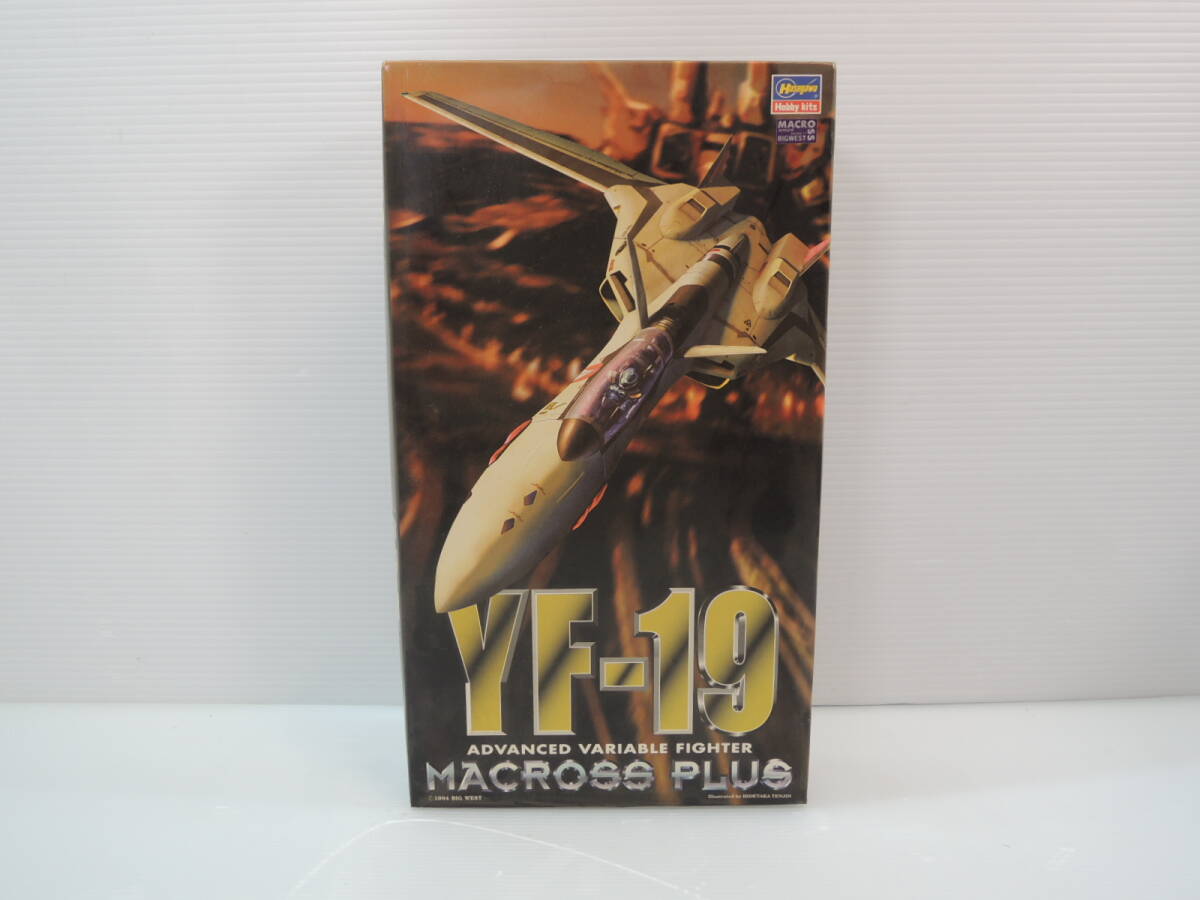 Hasegawa
Hobby kits
MACROSS
BIGWEST
YF-19
ADVANCED VARIABLE FIGHTER
MACROSS PLUS
© 1994 BIG WEST
Illustrated by HIDETAKA TENJIN